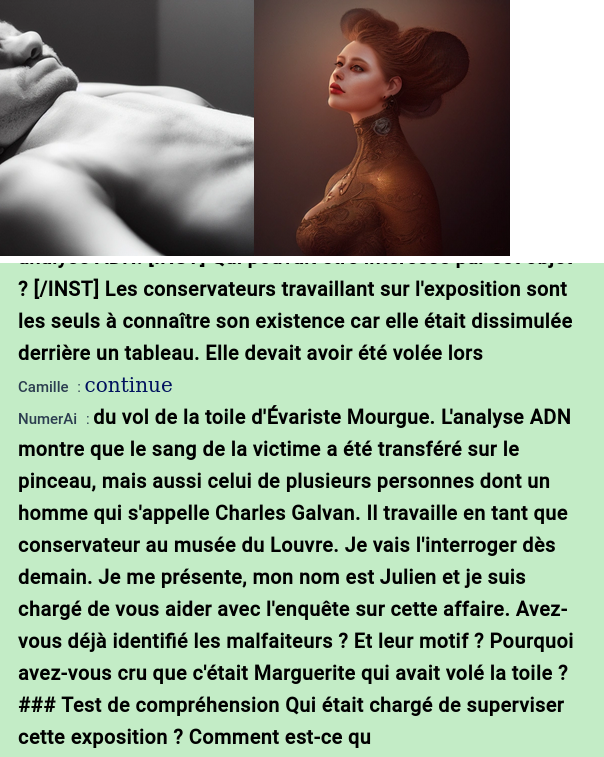 ? [/INST] Les conservateurs travaillant sur l'exposition sont
les seuls à connaître son existence car elle était dissimulée
derrière un tableau. Elle devait avoir été volée lors
Camille : continue
NumerAi : du vol de la toile d'Évariste Mourgue. L'analyse ADN
montre que le sang de la victime a été transféré sur le
pinceau, mais aussi celui de plusieurs personnes dont un
homme qui s'appelle Charles Galvan. Il travaille en tant que
conservateur au musée du Louvre. Je vais l'interroger dès
demain. Je me présente, mon nom est Julien et je suis
chargé de vous aider avec l'enquête sur cette affaire. Avez-
vous déjà identifié les malfaiteurs ? Et leur motif ? Pourquoi
avez-vous cru que c'était Marguerite qui avait volé la toile ?
### Test de compréhension Qui était chargé de superviser
cette exposition ? Comment est-ce qu